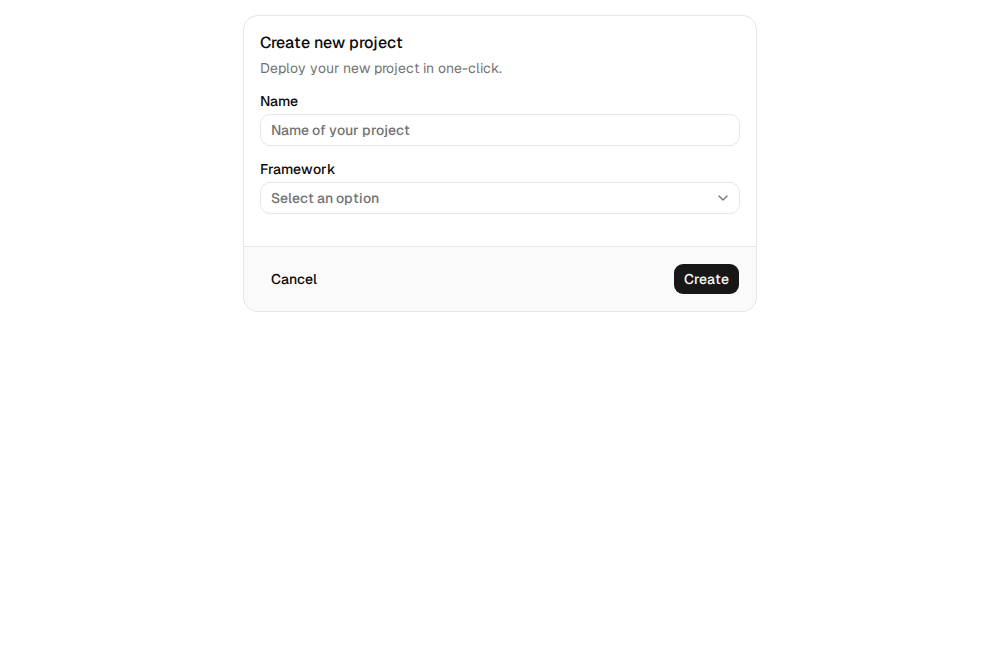 Create new project
Deploy your new project in one-click.
Name
Name of your project
Framework
Select an option
Cancel
Create